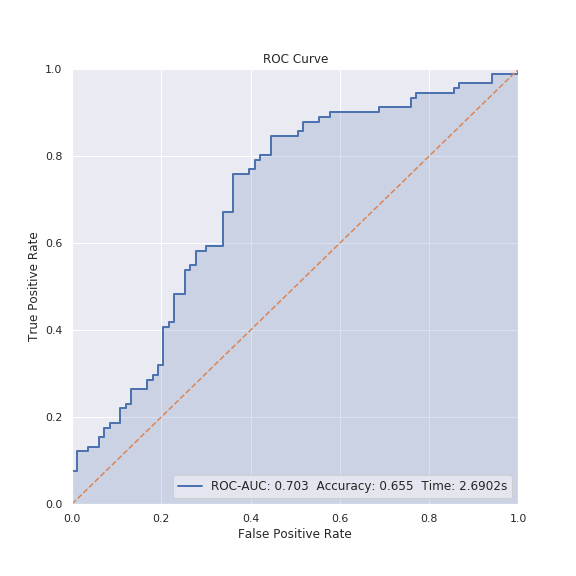 ROC Curve
1.0
0.8
0.6
0.4
0.2
0.0
True Positive Rate
ROC-AUC: 0.703  Accuracy: 0.655  Time: 2.6902s
0.0 0.2 0.4 0.6 0.8 1.0
False Positive Rate